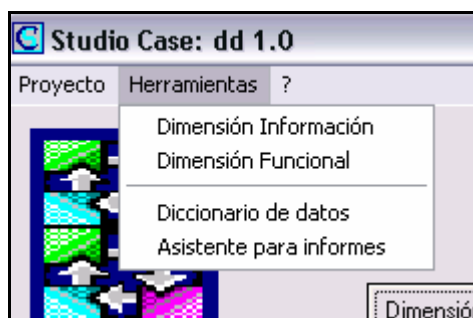 Studio Case: dd 1.0
Proyecto Herramientas ?
Dimensión Información
Dimensión Funcional
Diccionario de datos
Asistente para informes